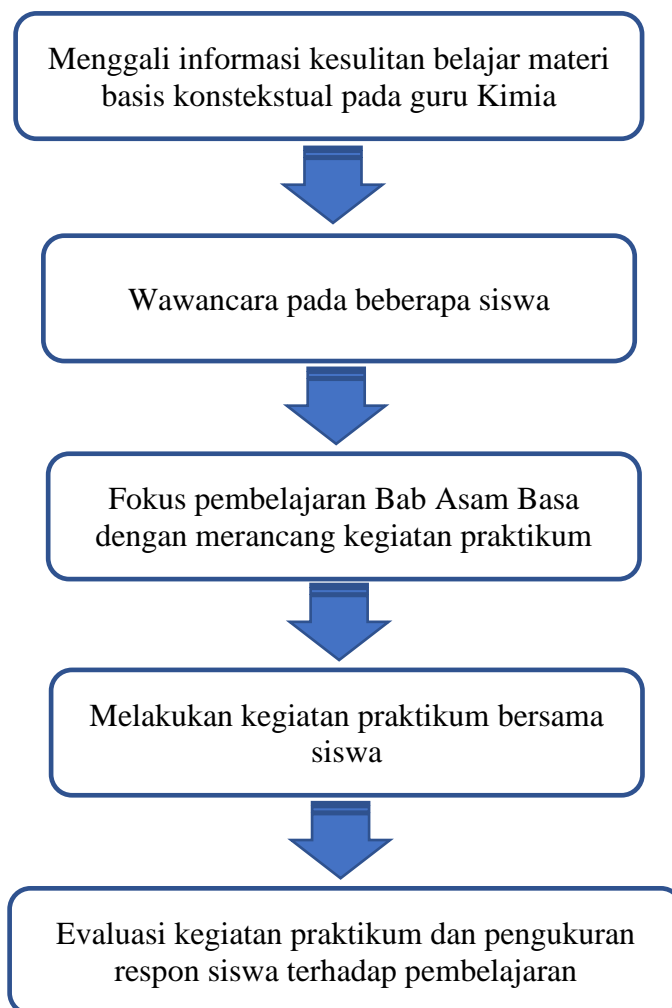 Menggali informasi kesulitan belajar materi
basis konstekstual pada guru Kimia
Wawancara pada beberapa siswa
Fokus pembelajaran Bab Asam Basa
dengan merancang kegiatan praktikum
Melakukan kegiatan praktikum bersama
siswa
Evaluasi kegiatan praktikum dan pengukuran
respon siswa terhadap pembelajaran